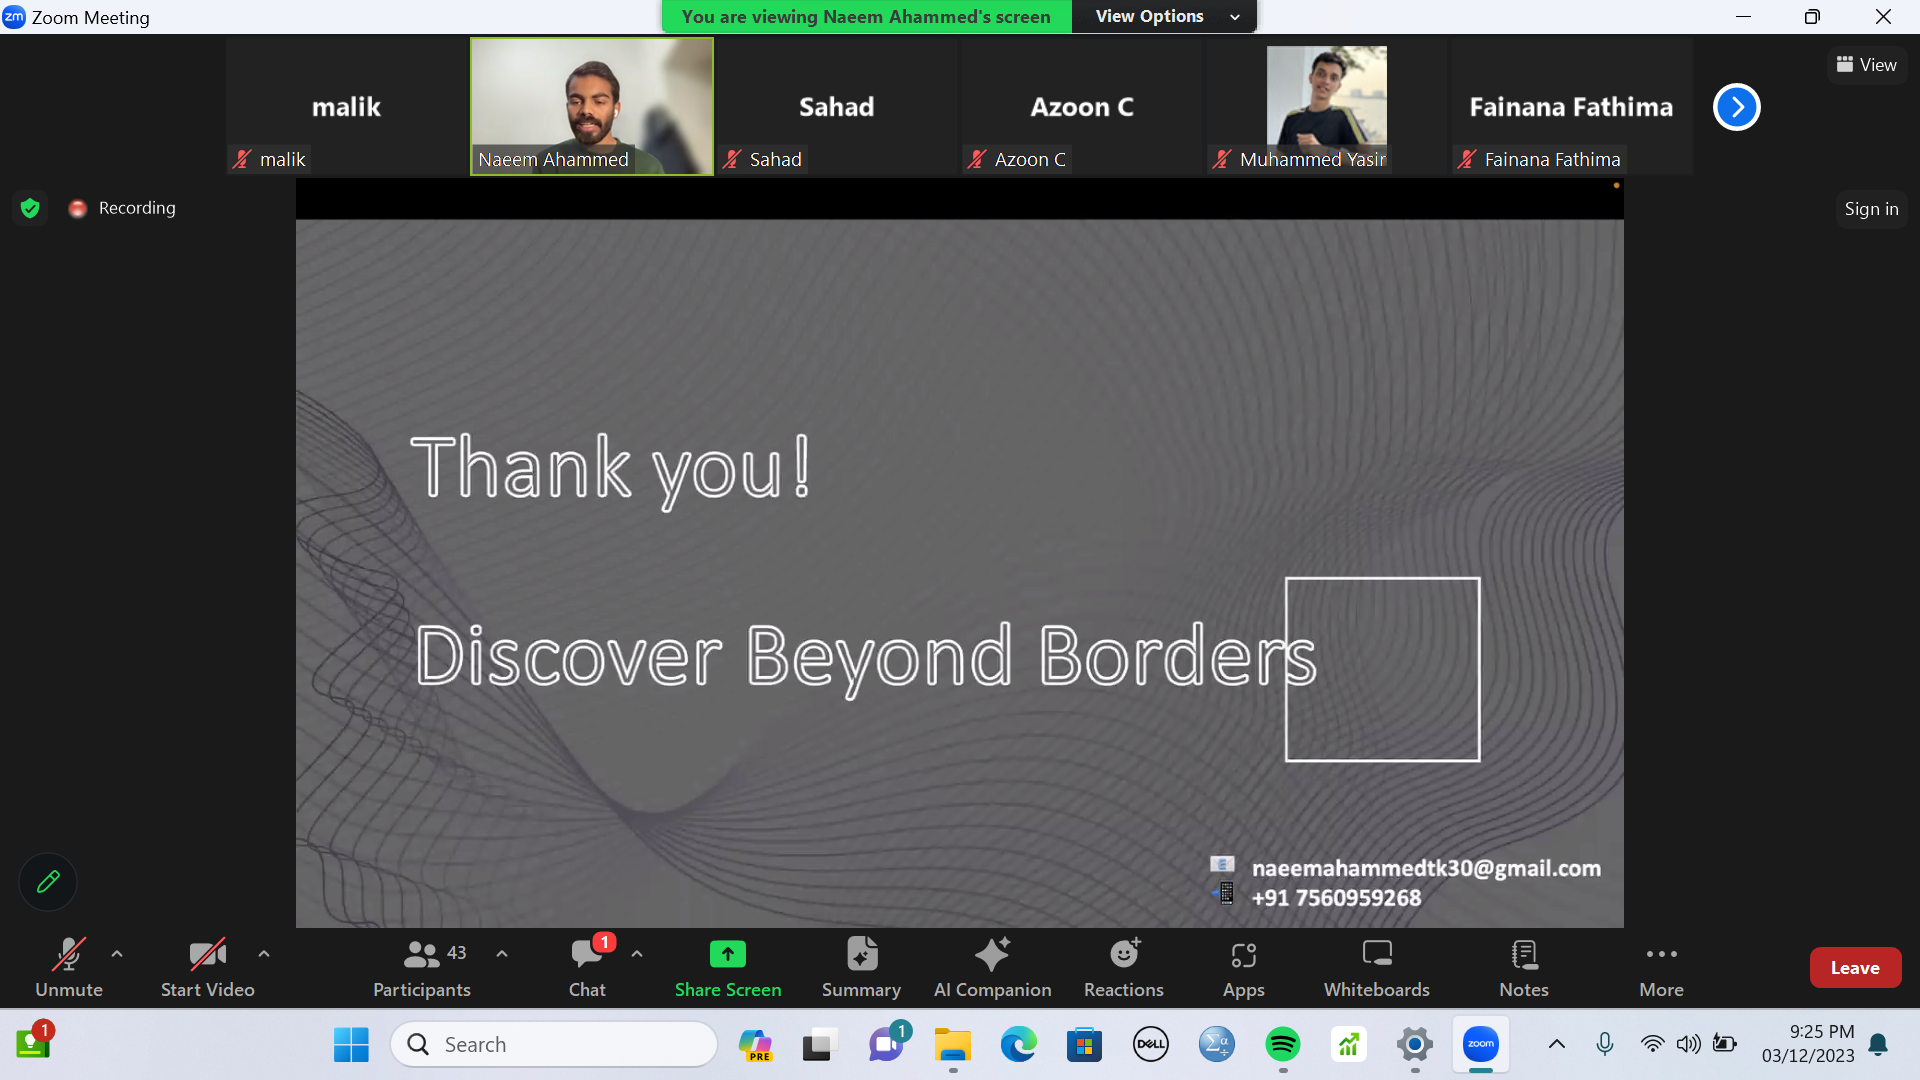 zm Zoom Meeting
You are viewing Naeem Ahammed's screen
View Options
View
malik
malik
Naeem Ahammed
Sahad
Sahad
Azoon C
Azoon C
Muhammed Yasir
Fainana Fathima
Fainana Fathima
Recording
Sign in
Thank you!
Discover Beyond Borders
naeemahammedtk30@gmail.com
+91 7560959268
Unmute
Start Video
43
Participants
1
Chat
Share Screen
Summary
AI Companion
Reactions
Apps
Whiteboards
Notes
More
Leave
1
Search
PRE
1
DELL
zoom
9:25 PM
03/12/2023